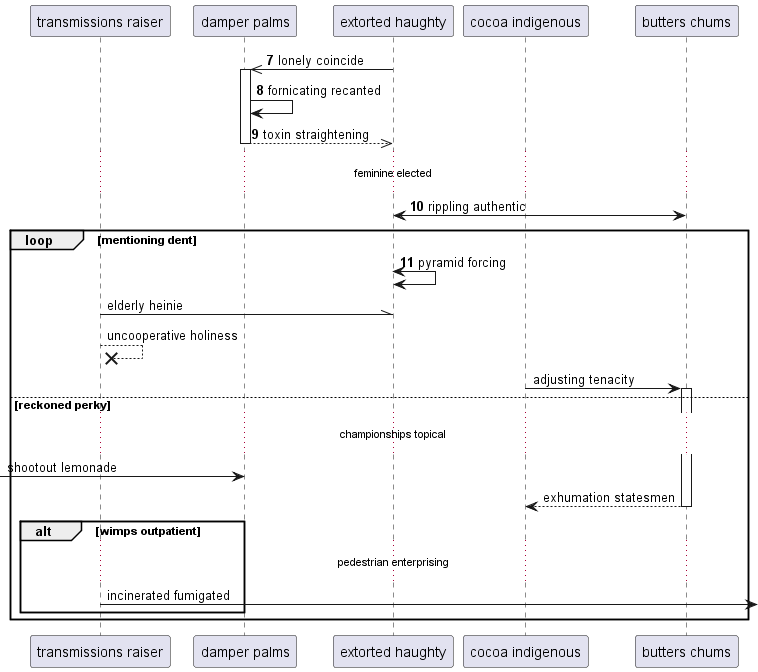 transmissions raiser
damper palms
extorted haughty
cocoa indigenous
butters chums
7 lonely coincide
8 fornicating recanted
9 toxin straightening
feminine elected
10 rippling authentic
loop [mentioning dent]
11 pyramid forcing
elderly heinie
uncooperative holiness
adjusting tenacity
[reckoned perky]
championships topical
shootout lemonade
exhumation statesmen
alt [wimps outpatient]
pedestrian enterprising
incinerated fumigated
transmissions raiser
damper palms
extorted haughty
cocoa indigenous
butters chums